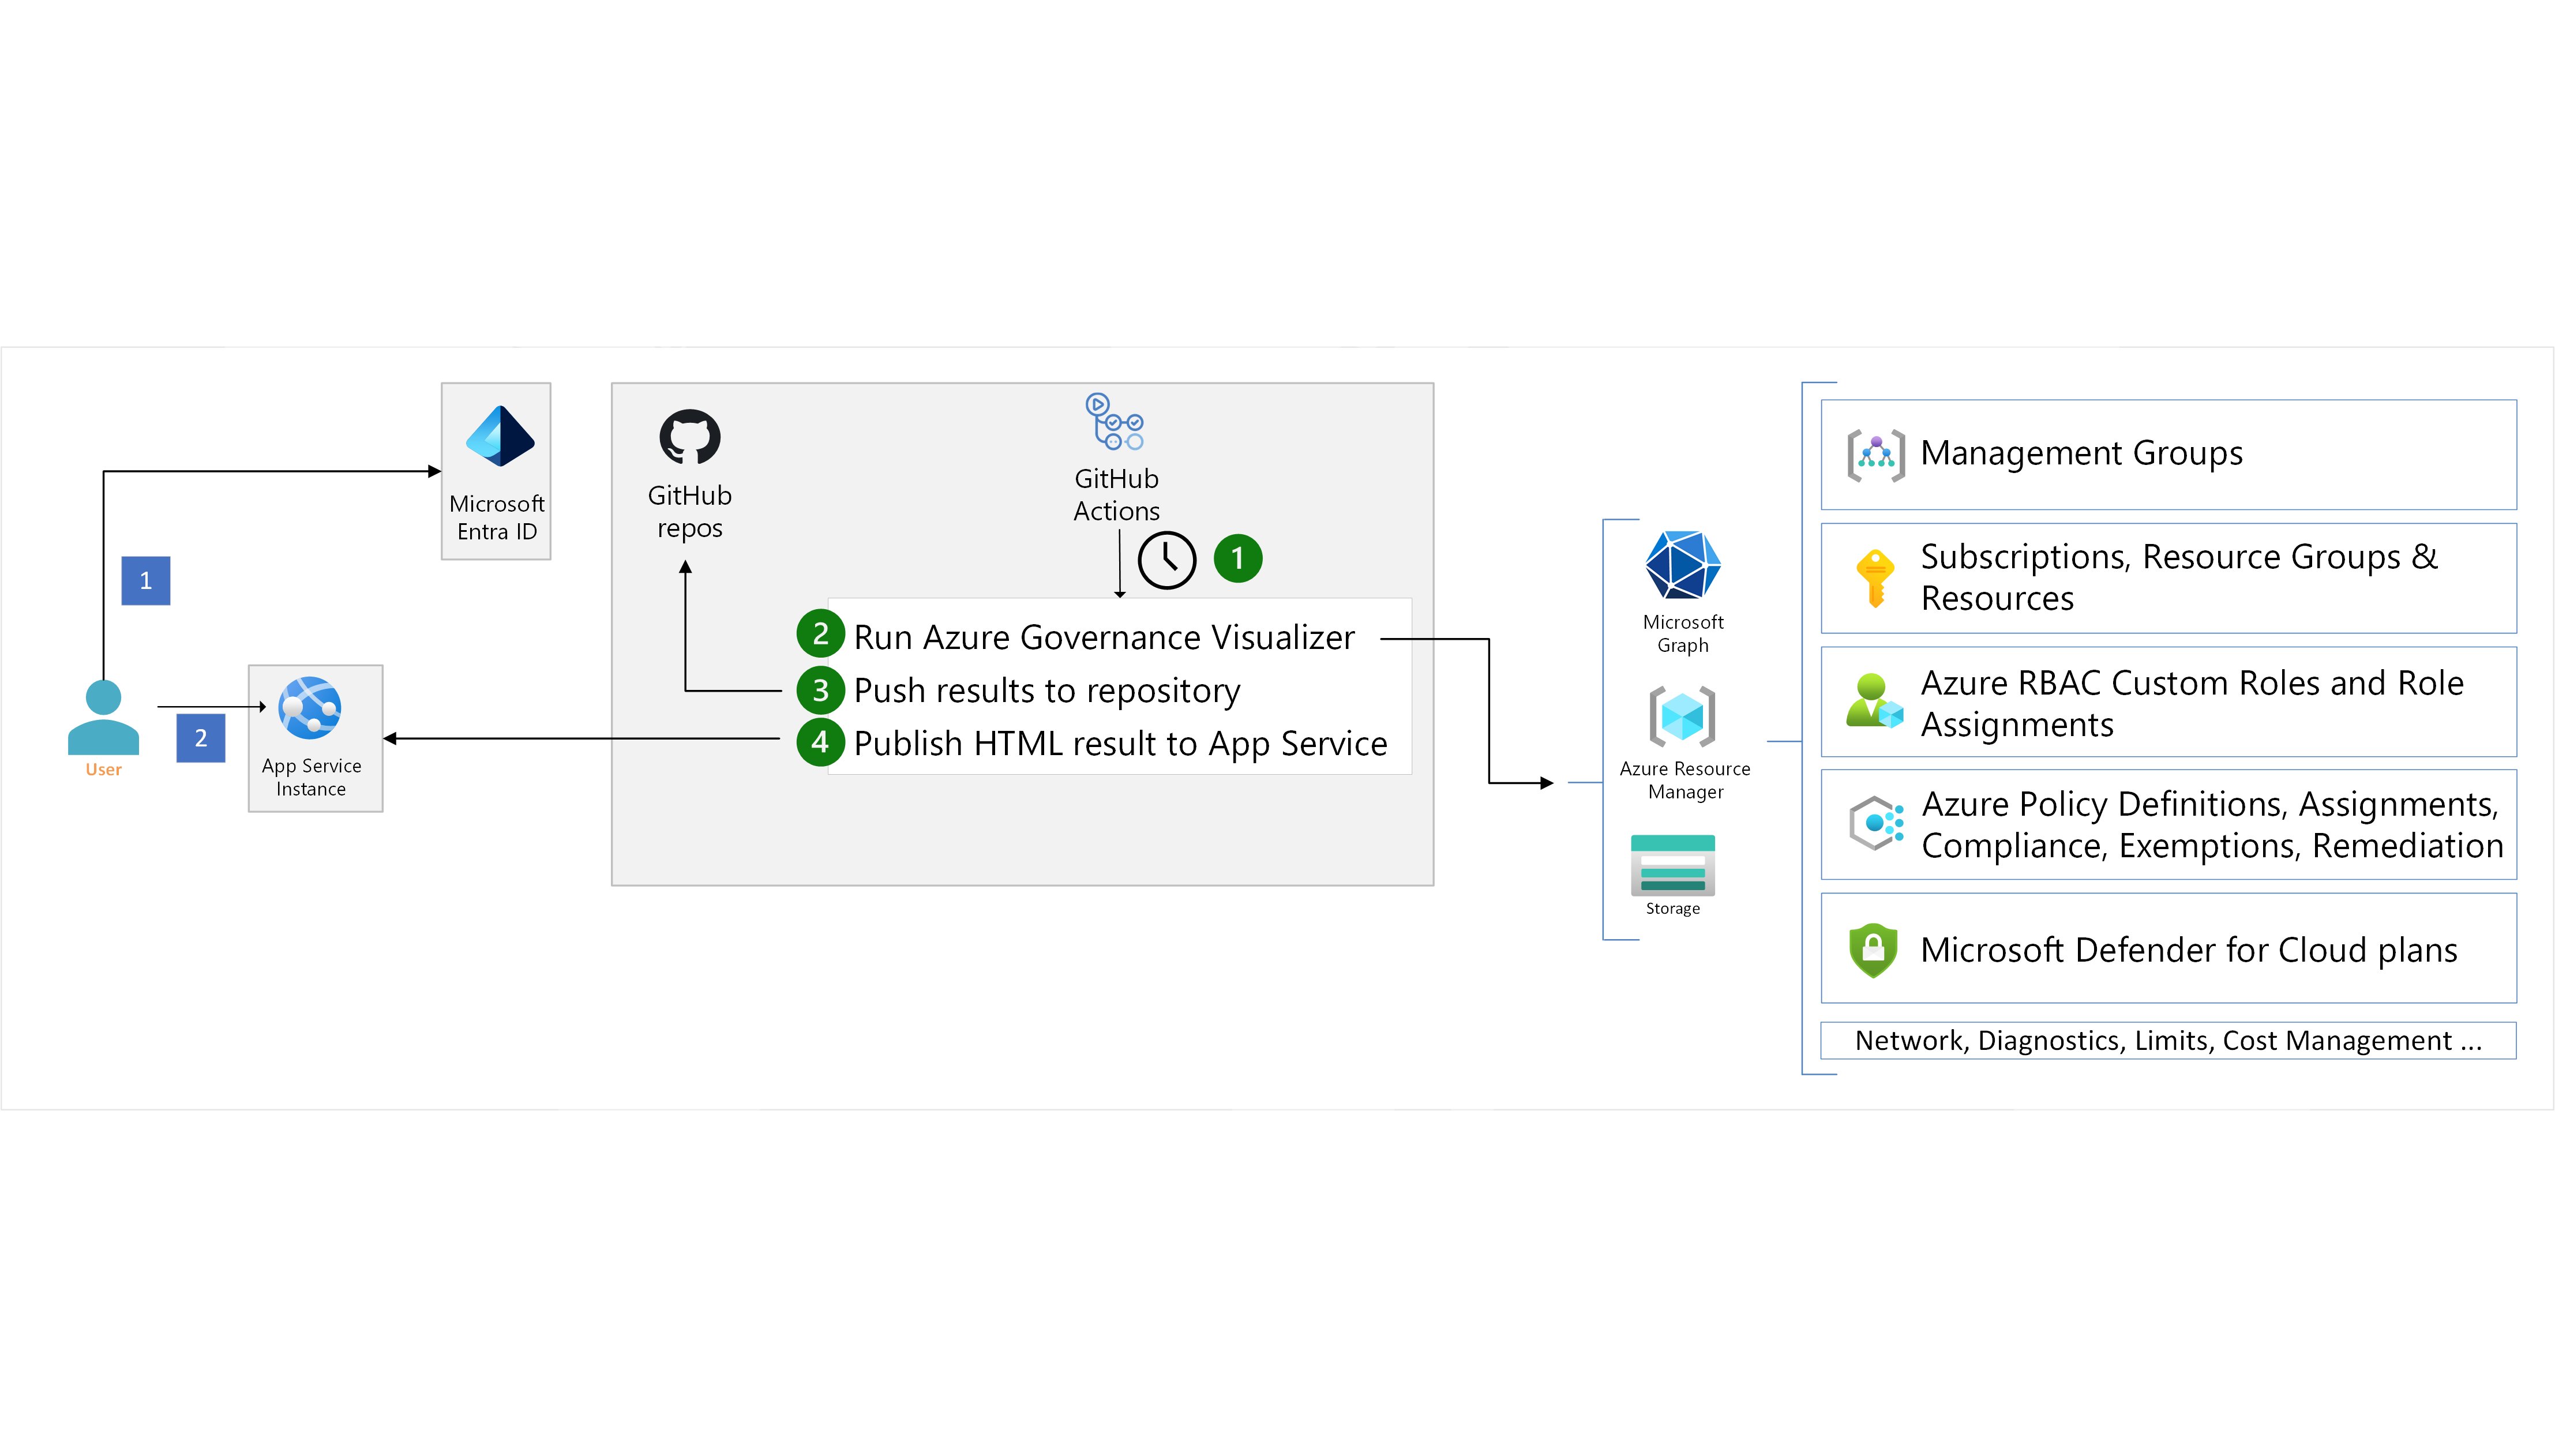 Microsoft
Entra ID
1
User
2
App Service
Instance
GitHub
repos
GitHub
Actions
1
2 Run Azure Governance Visualizer
3 Push results to repository
4 Publish HTML result to App Service
Microsoft
Graph
Azure Resource
Manager
Storage
Management Groups
Subscriptions, Resource Groups &
Resources
Azure RBAC Custom Roles and Role
Assignments
Azure Policy Definitions, Assignments,
Compliance, Exemptions, Remediation
Microsoft Defender for Cloud plans
Network, Diagnostics, Limits, Cost Management ...